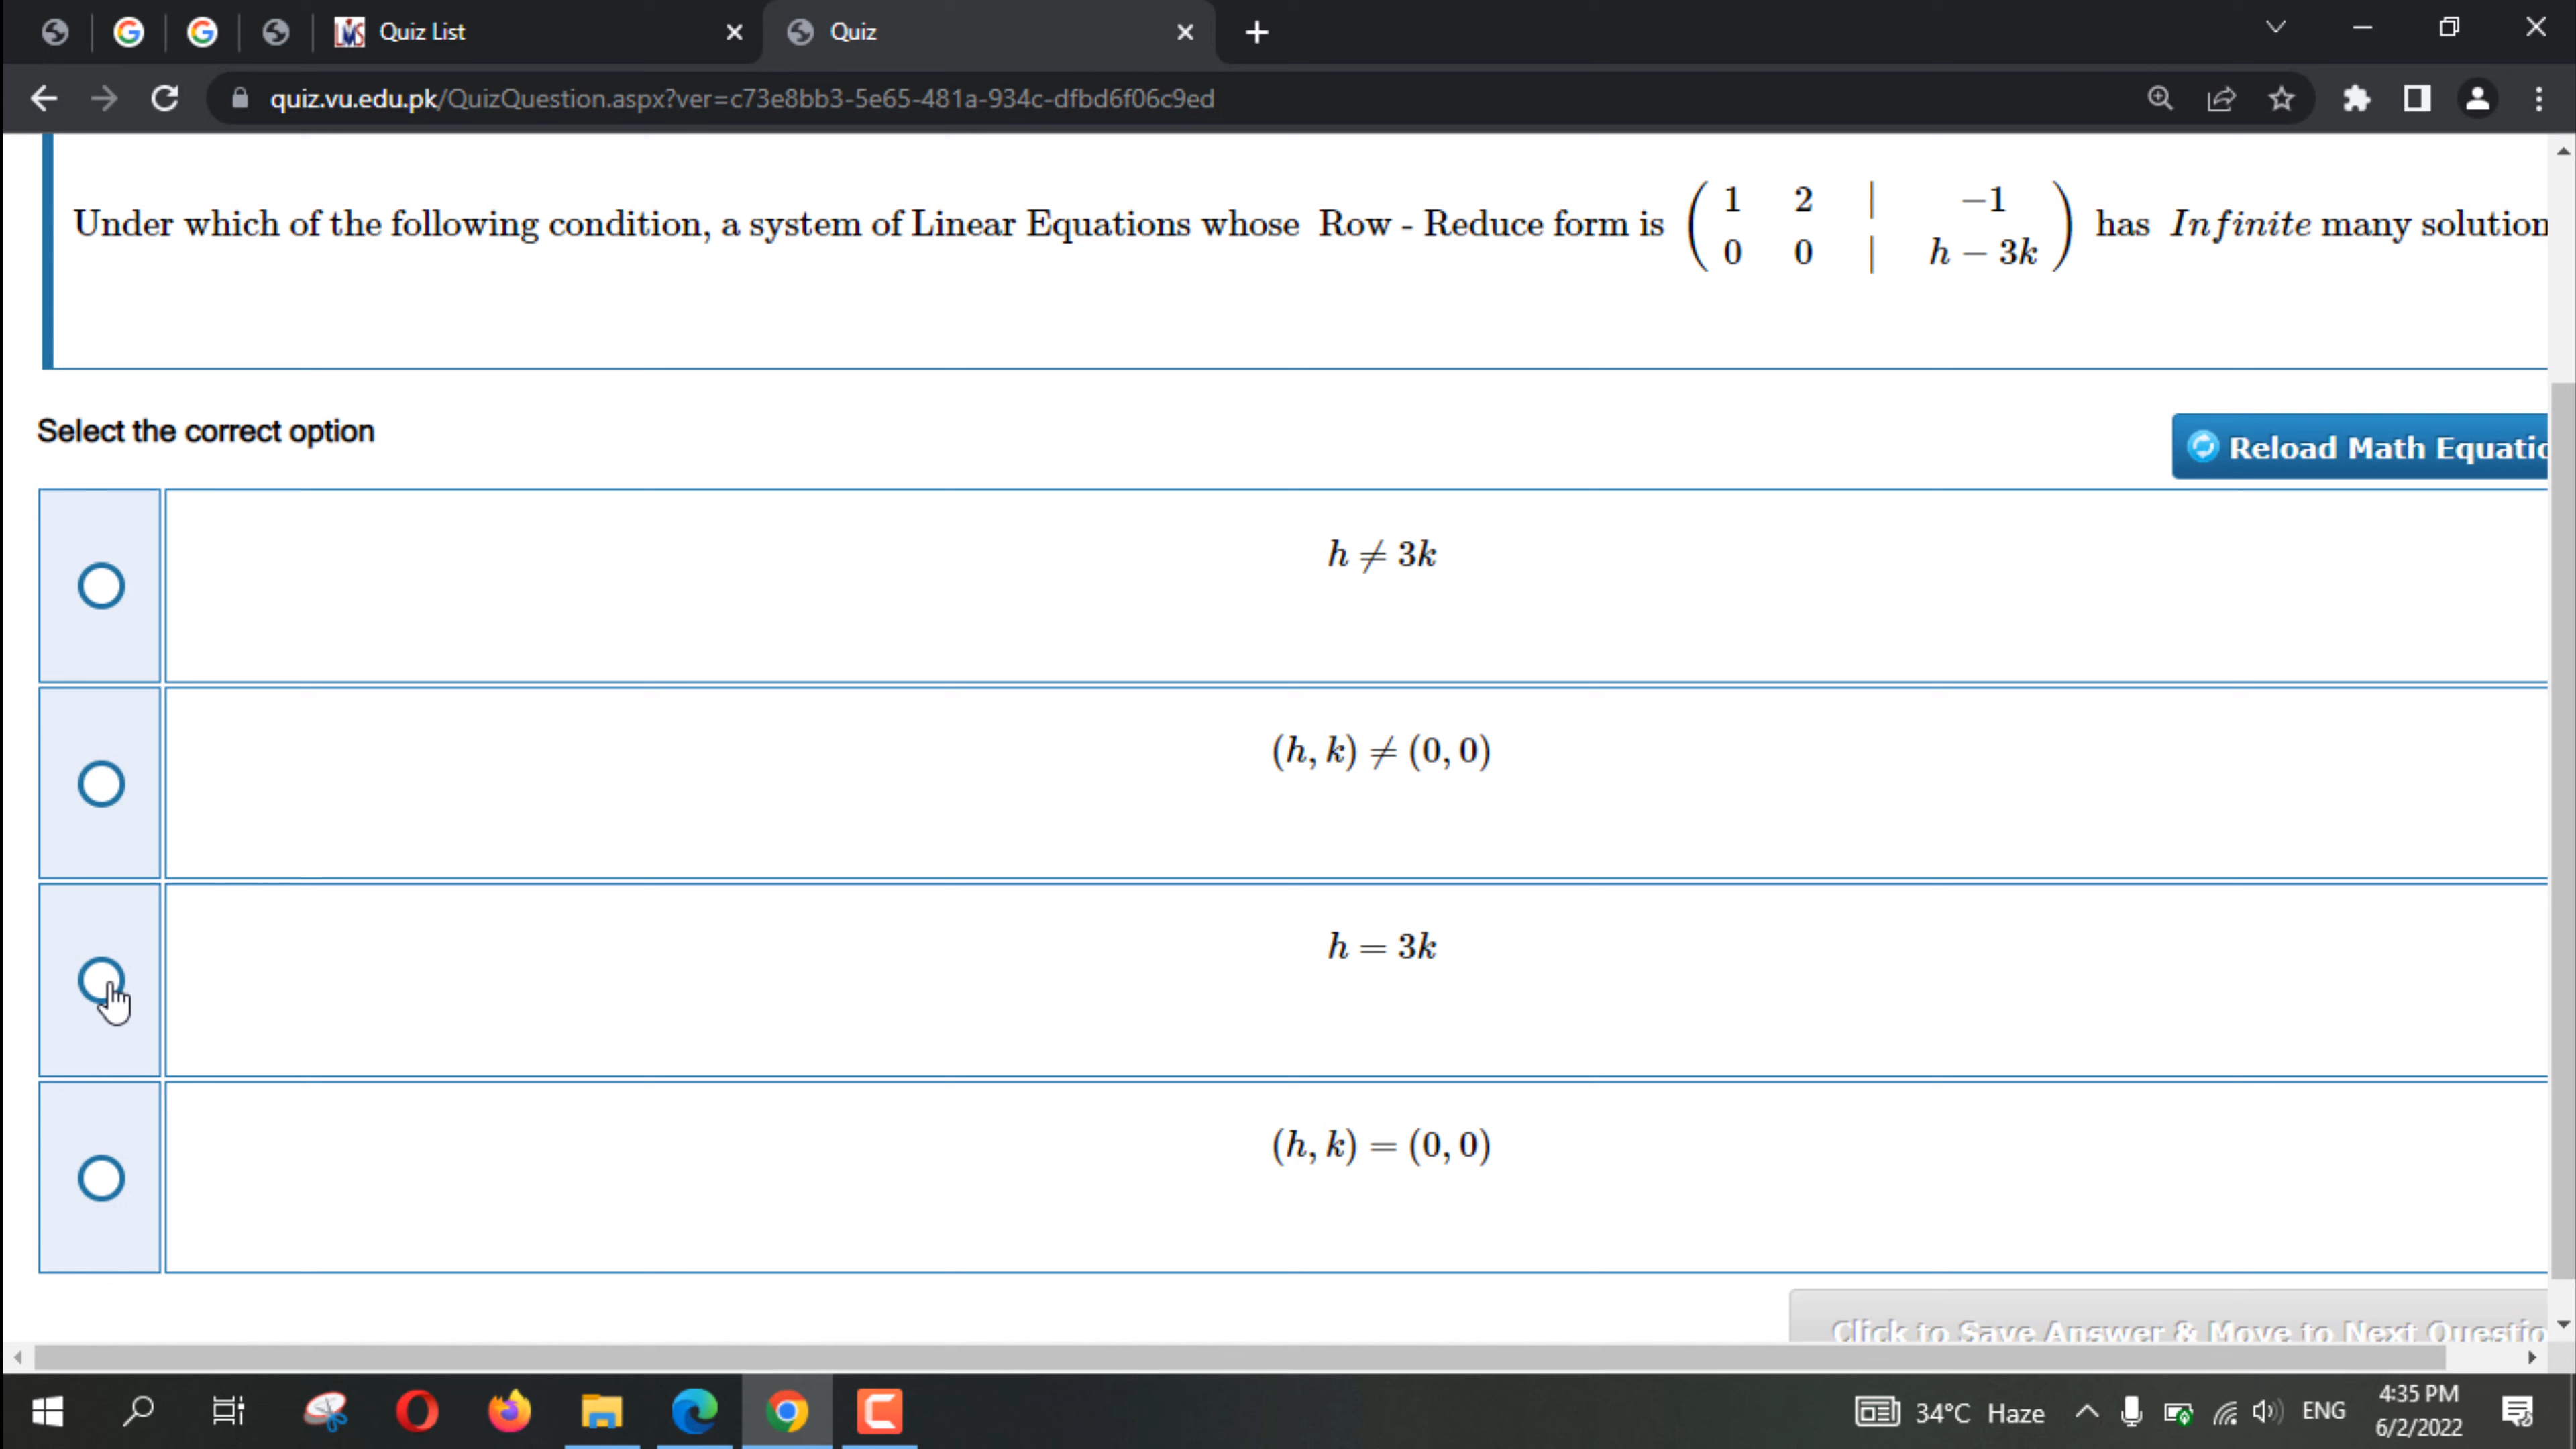 Quiz List
Quiz
quiz.vu.edu.pk/QuizQuestion.aspx?ver=c73e8bb3-5e65-481a-934c-dfbd6f06c9ed
Under which of the following condition, a system of Linear Equations whose Row - Reduce form is ( 1 2 | −1
0 0 | h − 3k ) has Infinite many solution
Select the correct option
Reload Math Equatio
h ≠ 3k
(h, k) ≠ (0, 0)
h = 3k
(h, k) = (0, 0)
Click to Save Answer & Move to Next Questio
34°C Haze
ENG
4:35 PM
6/2/2022